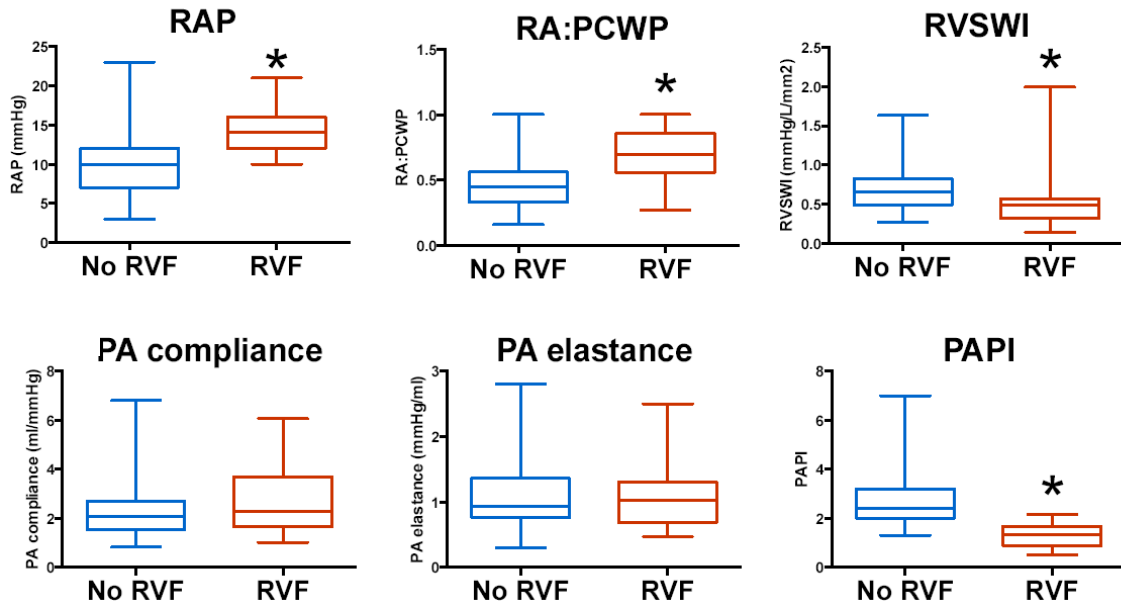 RAP
RAP (mmHg)
25
20
15
10
5
0
No RVF
RVF
*
RA:PCWP
RA:PCWP
1.5
1.0
0.5
0.0
No RVF
RVF
*
RVSWI
RVSWI (mmHg/L/mm2)
2.5
2.0
1.5
1.0
0.5
0.0
No RVF
RVF
*
PA compliance
PA compliance (ml/mmHg)
8
6
4
2
0
No RVF
RVF
PA elastance
PA elastance (mmHg/ml)
3
2
1
0
No RVF
RVF
PAPI
PAPI
8
6
4
2
0
No RVF
RVF
*